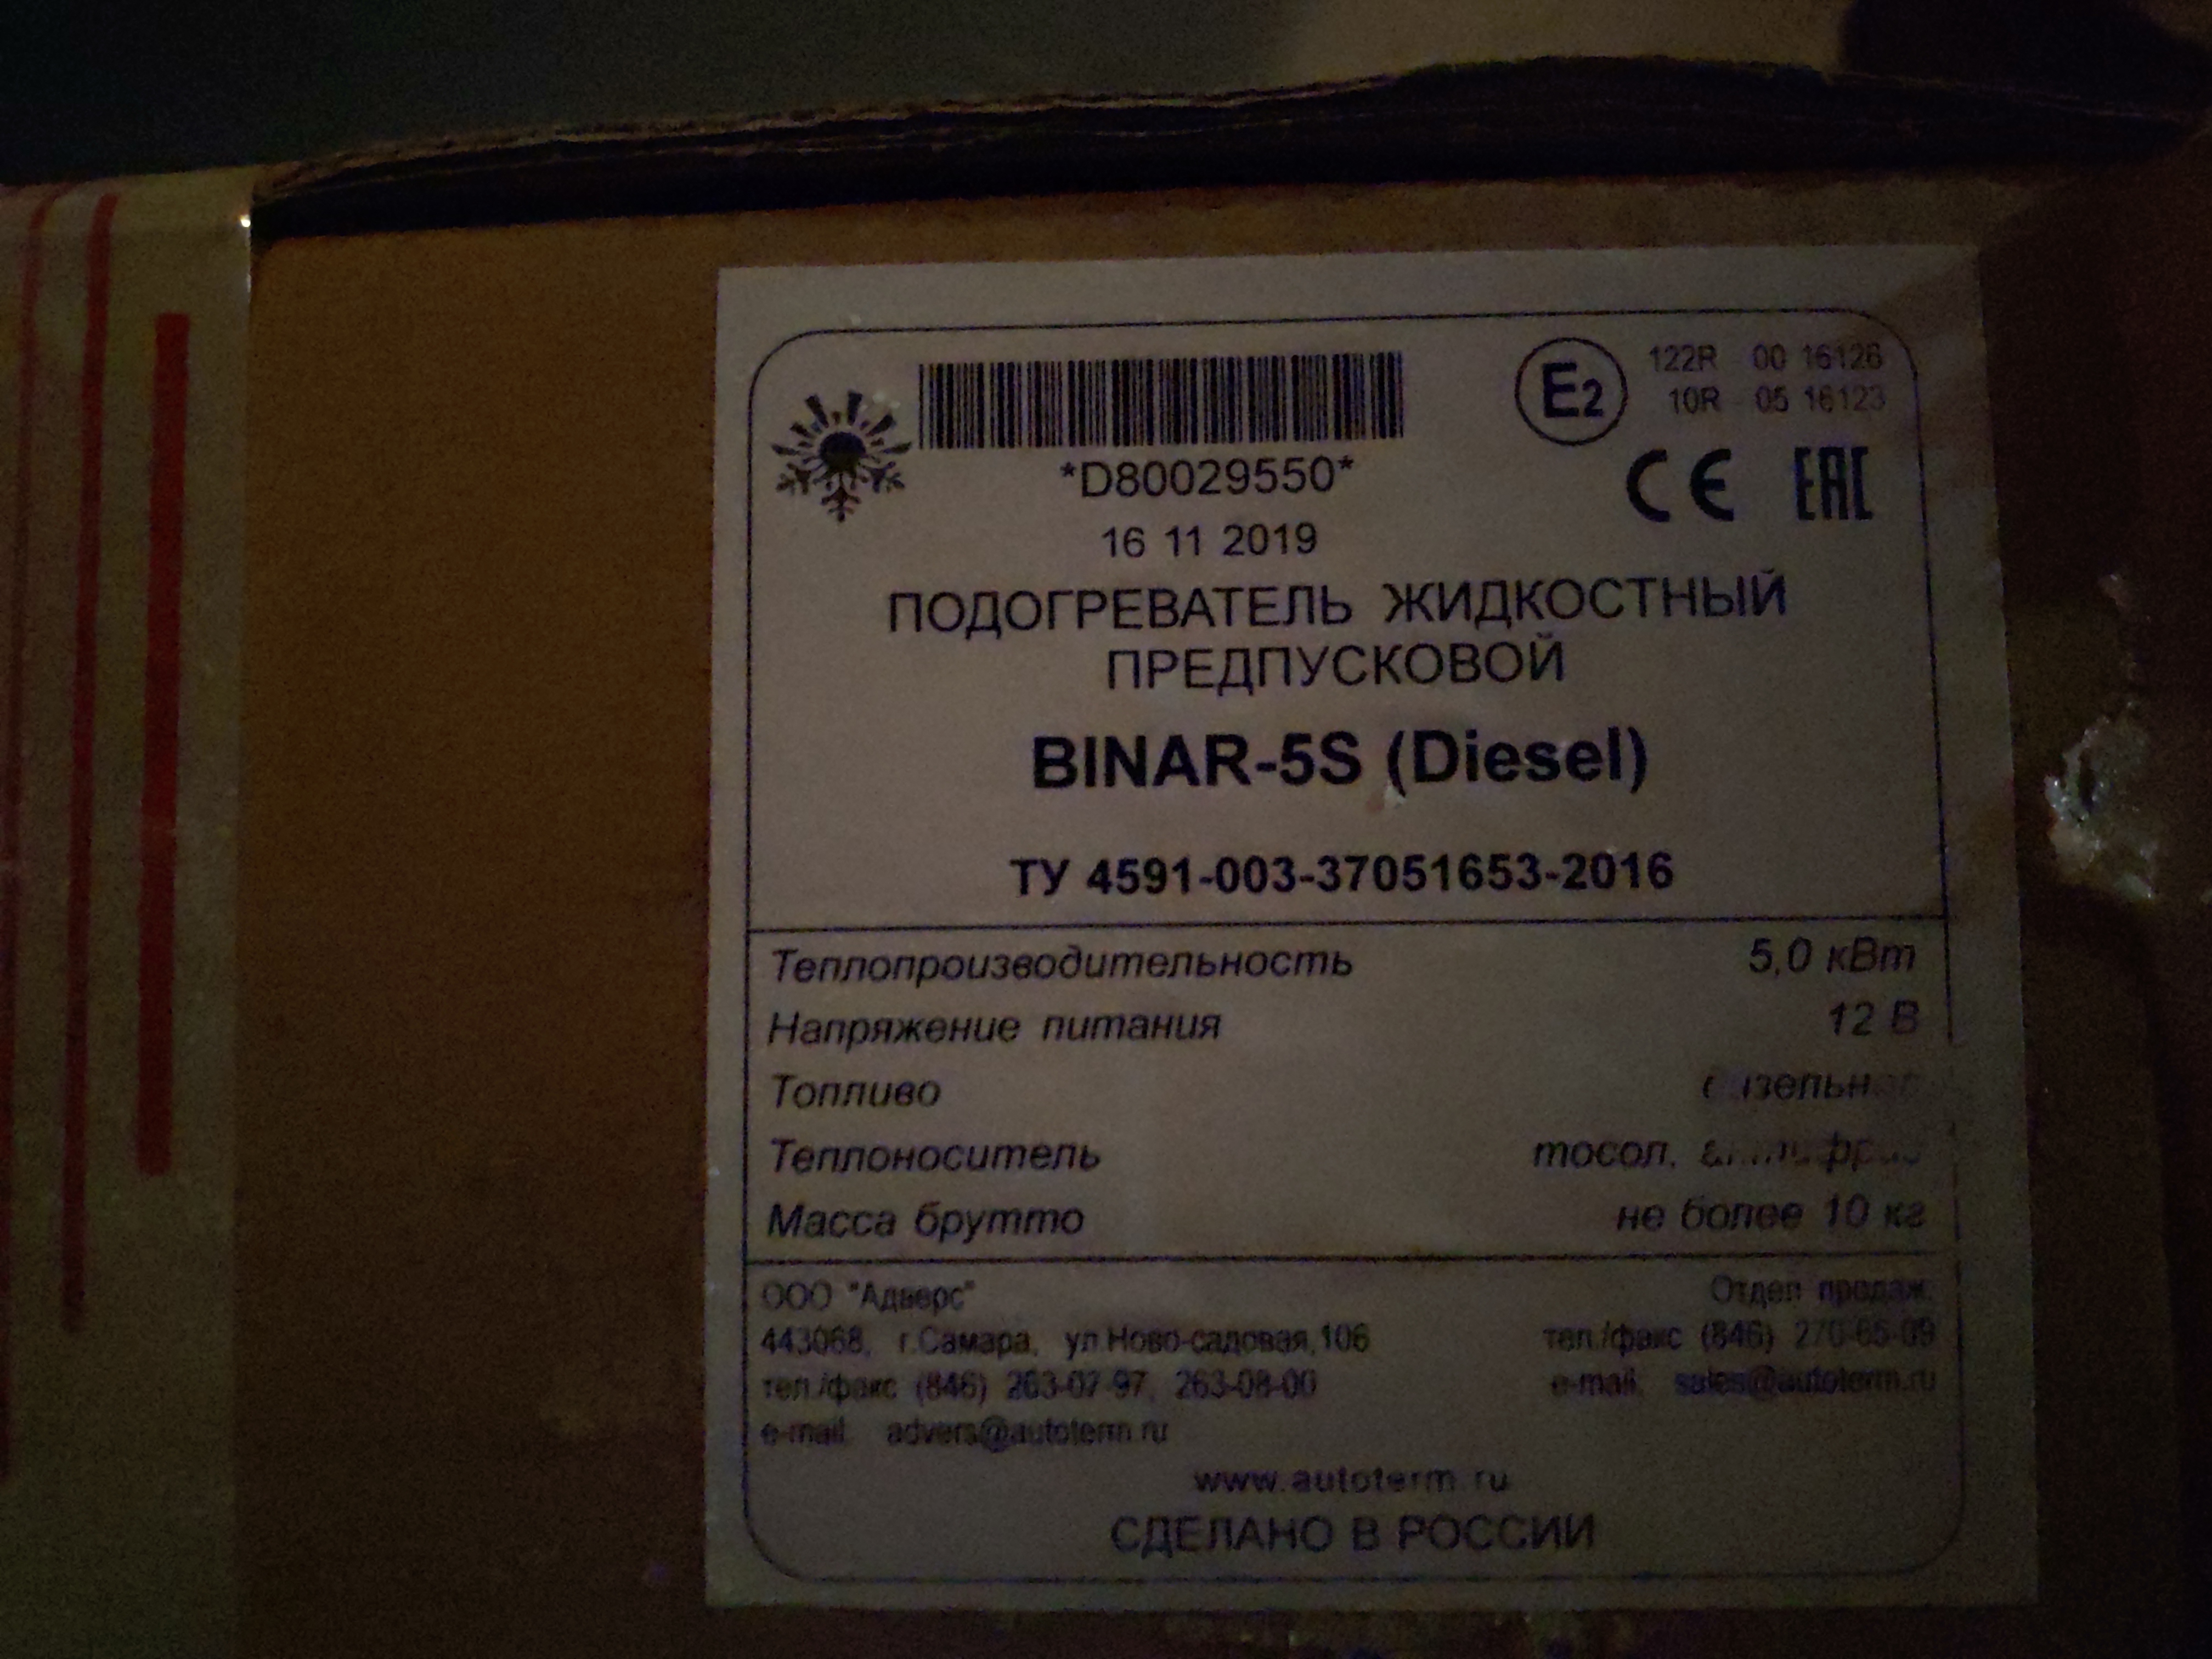 E2
122R 00 16126
10R 05 16123
*D80029550*
CE EAC
16 11 2019
ПОДОГРЕВАТЕЛЬ ЖИДКОСТНЫЙ
ПРЕДПУСКОВОЙ
BINAR-5S (Diesel)
ТУ 4591-003-37051653-2016
Теплопроизводительность 5,0 кВт
Напряжение питания 12 В
Топливо
Теплоноситель тосол,
Масса брутто не более 10 кг
ООО "Адверс" Отдел продаж:
443068, г.Самара, ул.Ново-садовая,106 тел./факс (846) 270-65-09
тел./факс (846) 263-07-97, 263-08-00 e-mail: sales@autoterm.ru
e-mail: advers@autoterm.ru
www.autoterm.ru
СДЕЛАНО В РОССИИ